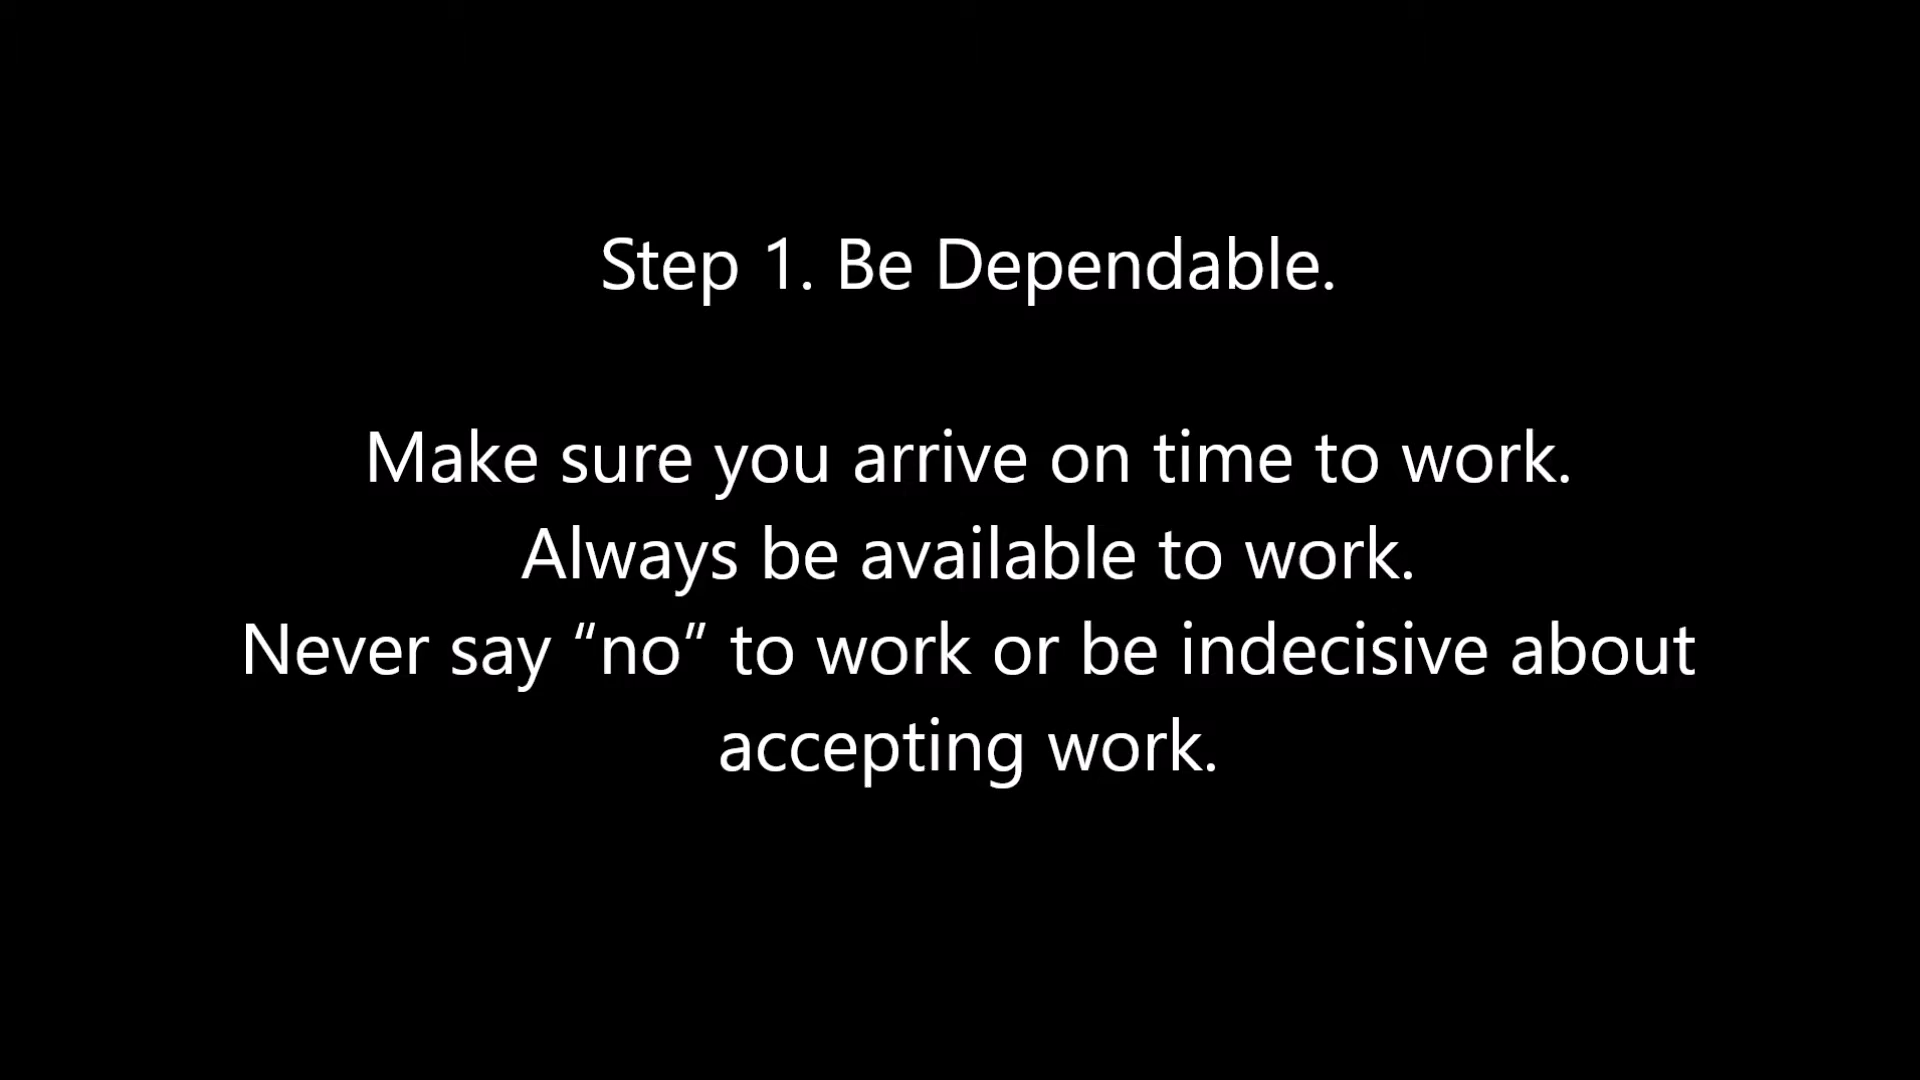 Step 1. Be Dependable.
Make sure you arrive on time to work.
Always be available to work.
Never say “no” to work or be indecisive about
accepting work.